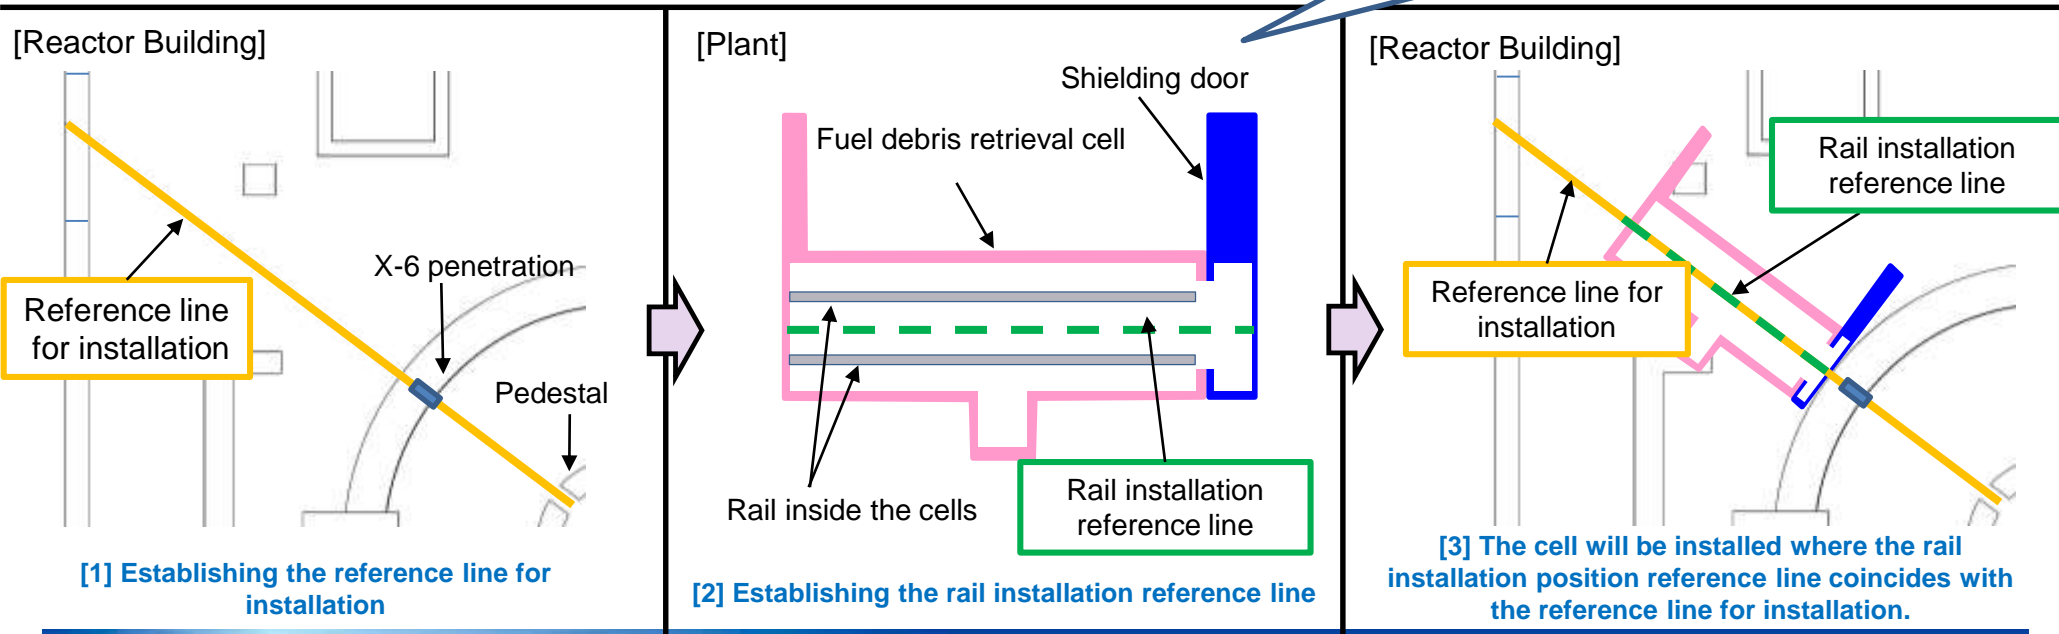 [Reactor Building]
X-6 penetration
Reference line
for installation
Pedestal
[1] Establishing the reference line for
installation
[Plant]
Shielding door
Fuel debris retrieval cell
Rail inside the cells
Rail installation
reference line
[2] Establishing the rail installation reference line
[Reactor Building]
Rail installation
reference line
Reference line for
installation
[3] The cell will be installed where the rail
installation position reference line coincides with
the reference line for installation.